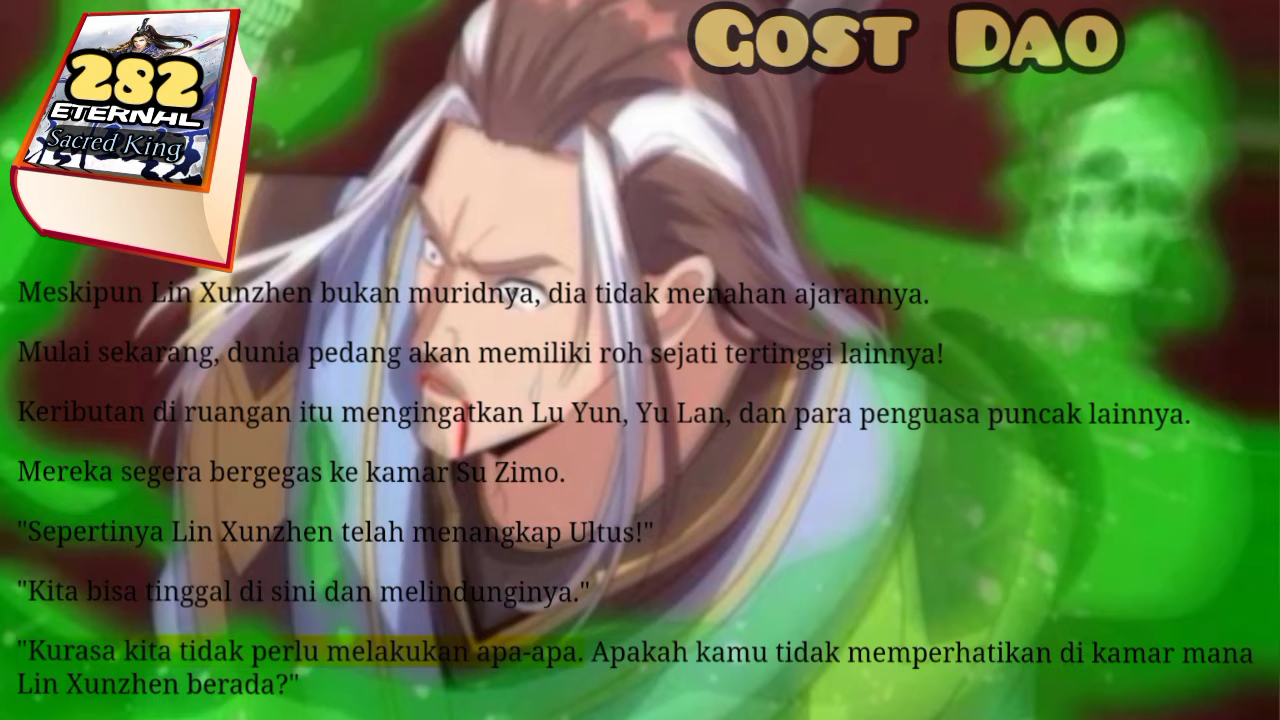 Gost Dao
282
ETERNAL
Sacred King
Meskipun Lin Xunzhen bukan muridnya, dia tidak menahan ajarannya.
Mulai sekarang, dunia pedang akan memiliki roh sejati tertinggi lainnya!
Keributan di ruangan itu mengingatkan Lu Yun, Yu Lan, dan para penguasa puncak lainnya.
Mereka segera bergegas ke kamar Su Zimo.
"Sepertinya Lin Xunzhen telah menangkap Ultus!"
"Kita bisa tinggal di sini dan melindunginya."
"Kurasa kita tidak perlu melakukan apa-apa. Apakah kamu tidak memperhatikan di kamar mana
Lin Xunzhen berada?"